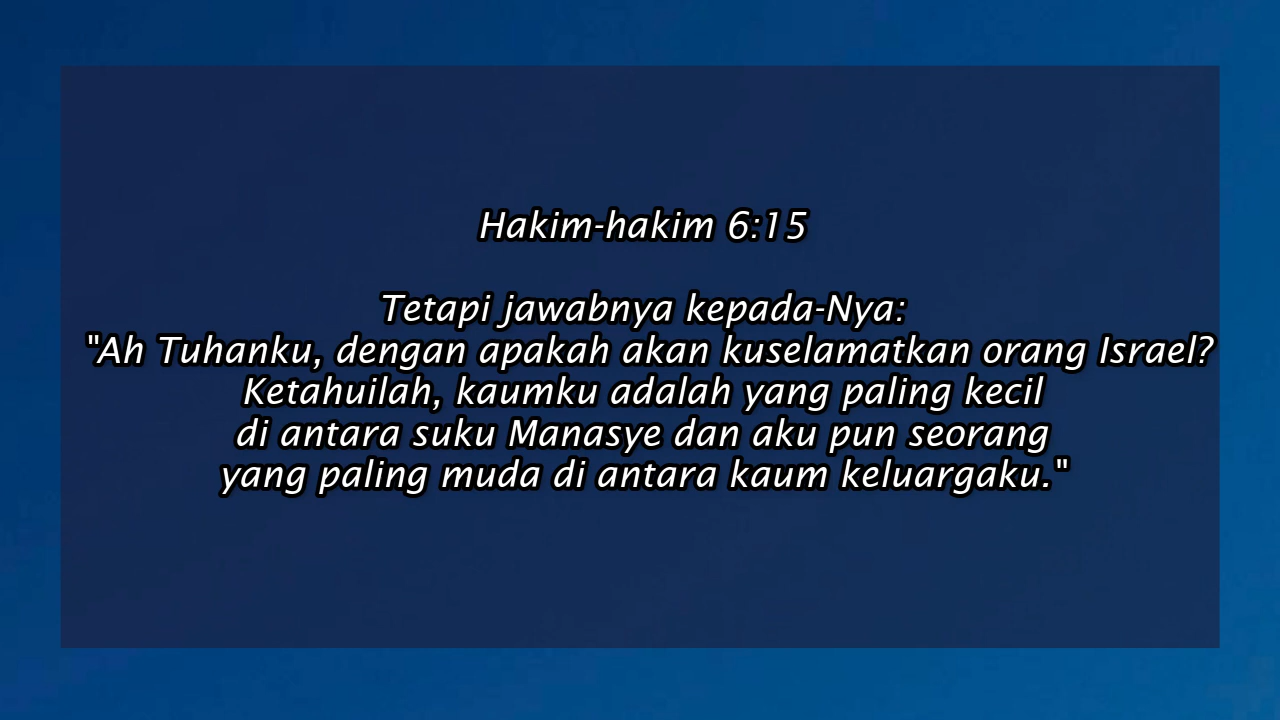 Hakim-hakim 6:15
Tetapi jawabnya kepada-Nya:
"Ah Tuhanku, dengan apakah akan kuselamatkan orang Israel?
Ketahuilah, kaumku adalah yang paling kecil
di antara suku Manasye dan aku pun seorang
yang paling muda di antara kaum keluargaku."